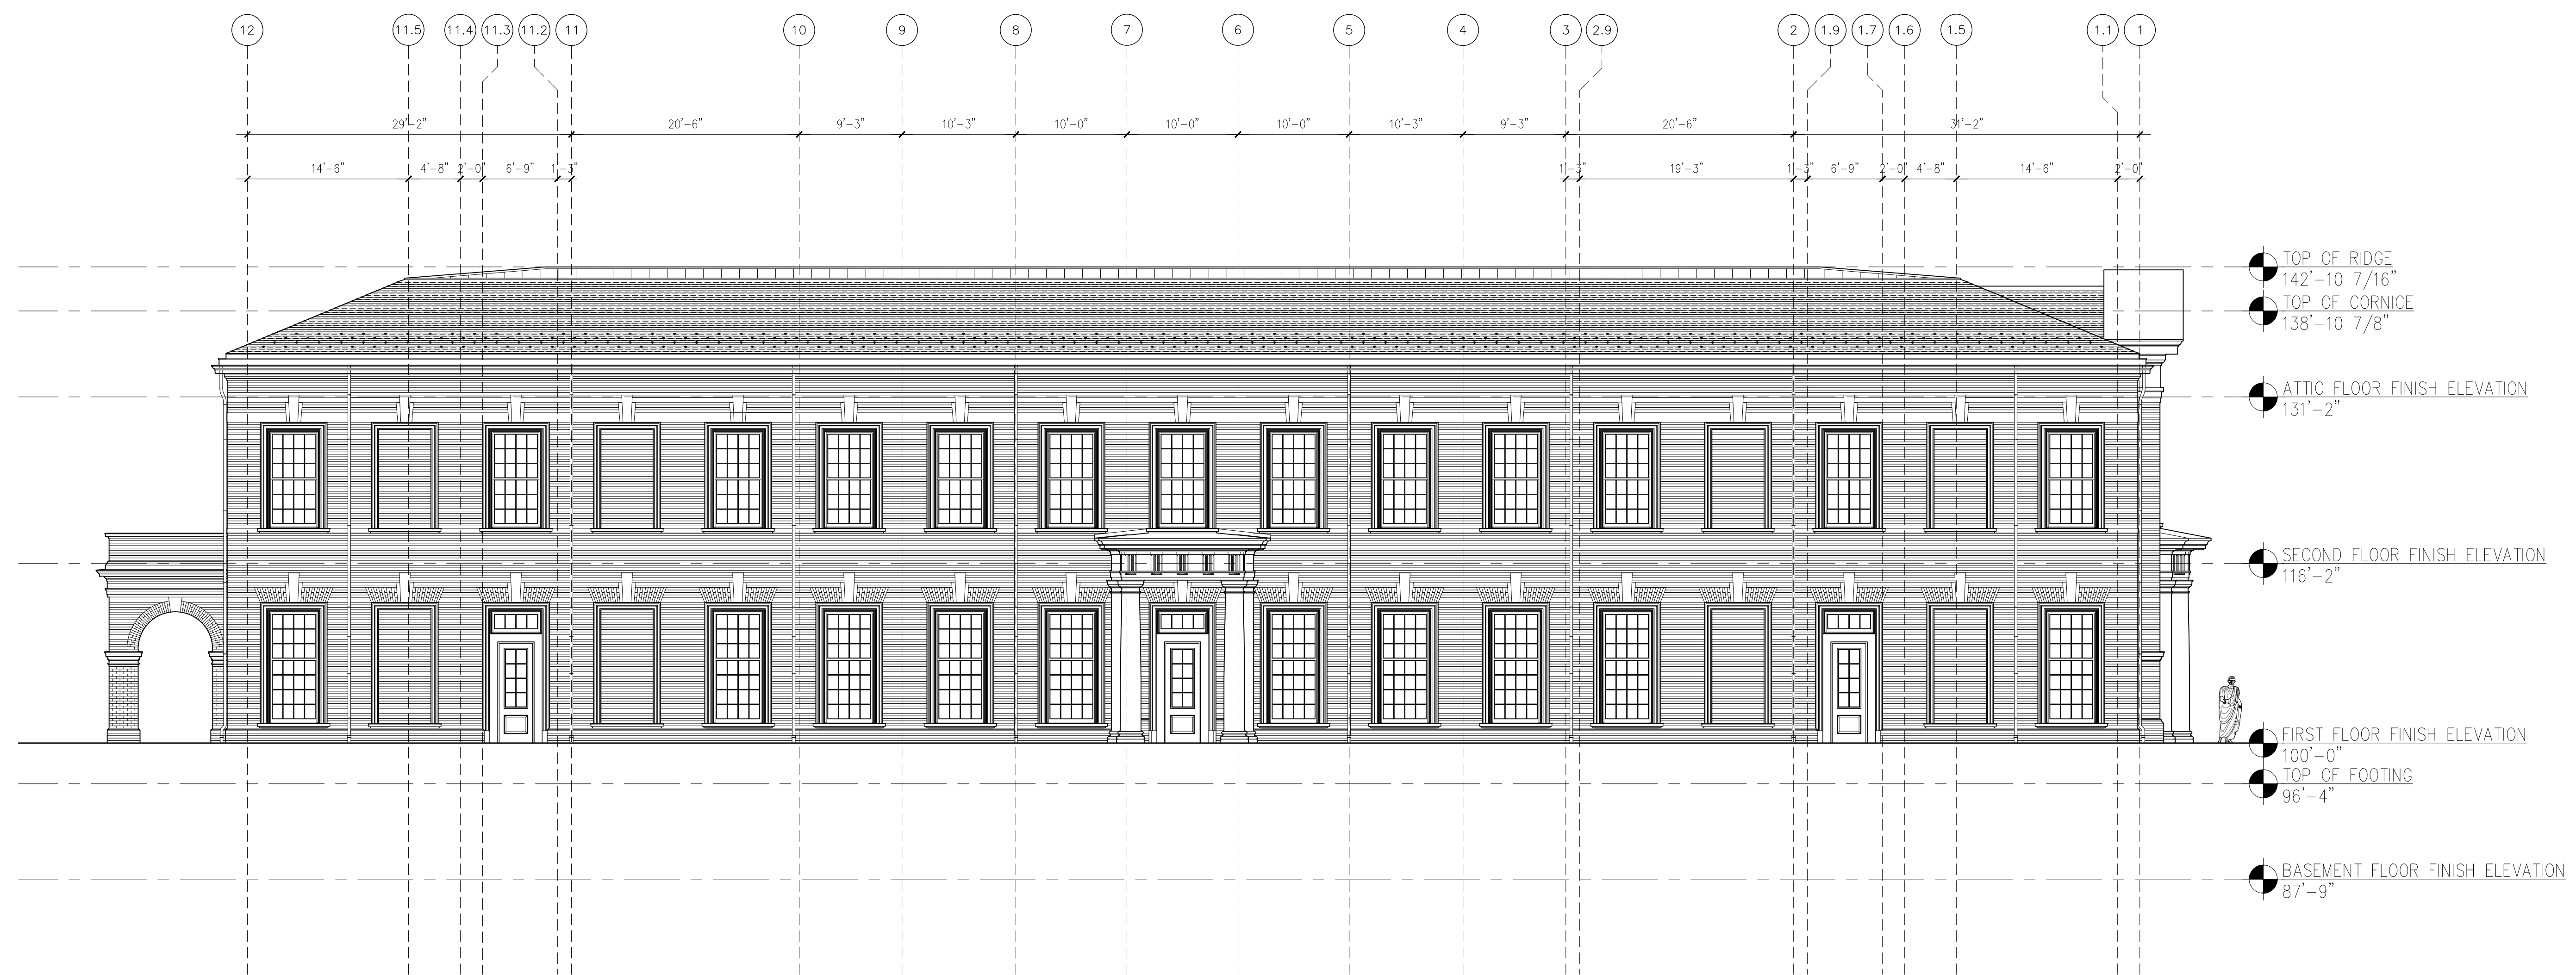 12 11.5 11.4 11.3 11.2 11 10 9 8 7 6 5 4 3 2.9 2 1.9 1.7 1.6 1.5 1.1 1
29'-2" 20'-6" 9'-3" 10'-3" 10'-0" 10'-0" 10'-0" 10'-3" 9'-3" 20'-6" 31'-2"
14'-6" 4'-8" 2'-0" 6'-9" 1'-3" 1'-3" 19'-3" 1'-3" 6'-9" 2'-0" 4'-8" 14'-6" 2'-0"
TOP OF RIDGE
142'-10 7/16"
TOP OF CORNICE
138'-10 7/8"
ATTIC FLOOR FINISH ELEVATION
131'-2"
SECOND FLOOR FINISH ELEVATION
116'-2"
FIRST FLOOR FINISH ELEVATION
100'-0"
TOP OF FOOTING
96'-4"
BASEMENT FLOOR FINISH ELEVATION
87'-9"